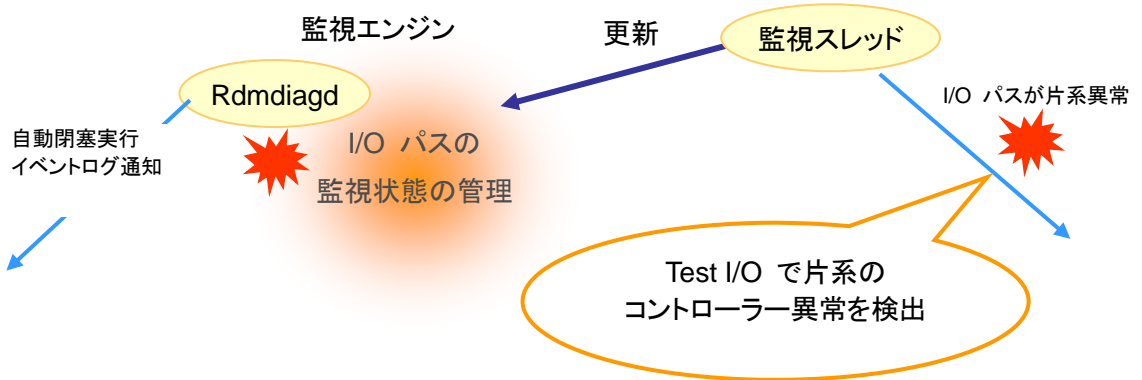 監視エンジン
更新
監視スレッド
Rdmdiagd
I/O パスが片系異常
自動閉塞実行
イベントログ通知
I/O パスの
監視状態の管理
Test I/O で片系の
コントローラー異常を検出